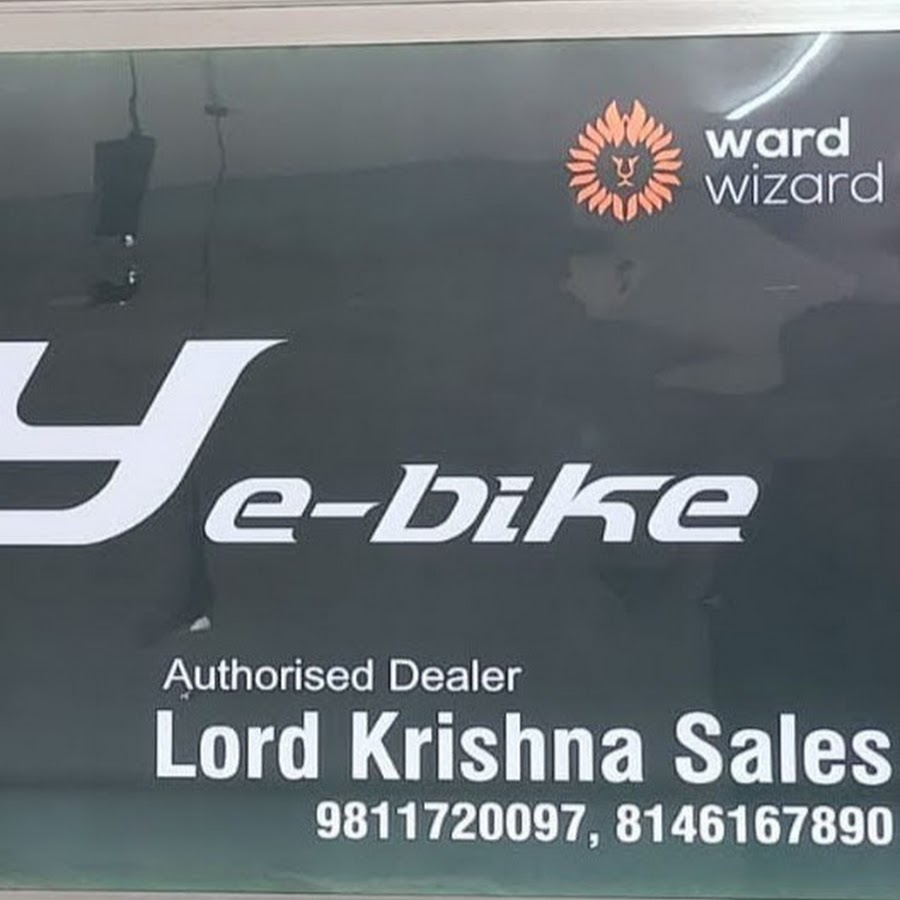 ward
wizard
y e-bike
Authorised Dealer
Lord Krishna Sales
9811720097, 8146167890